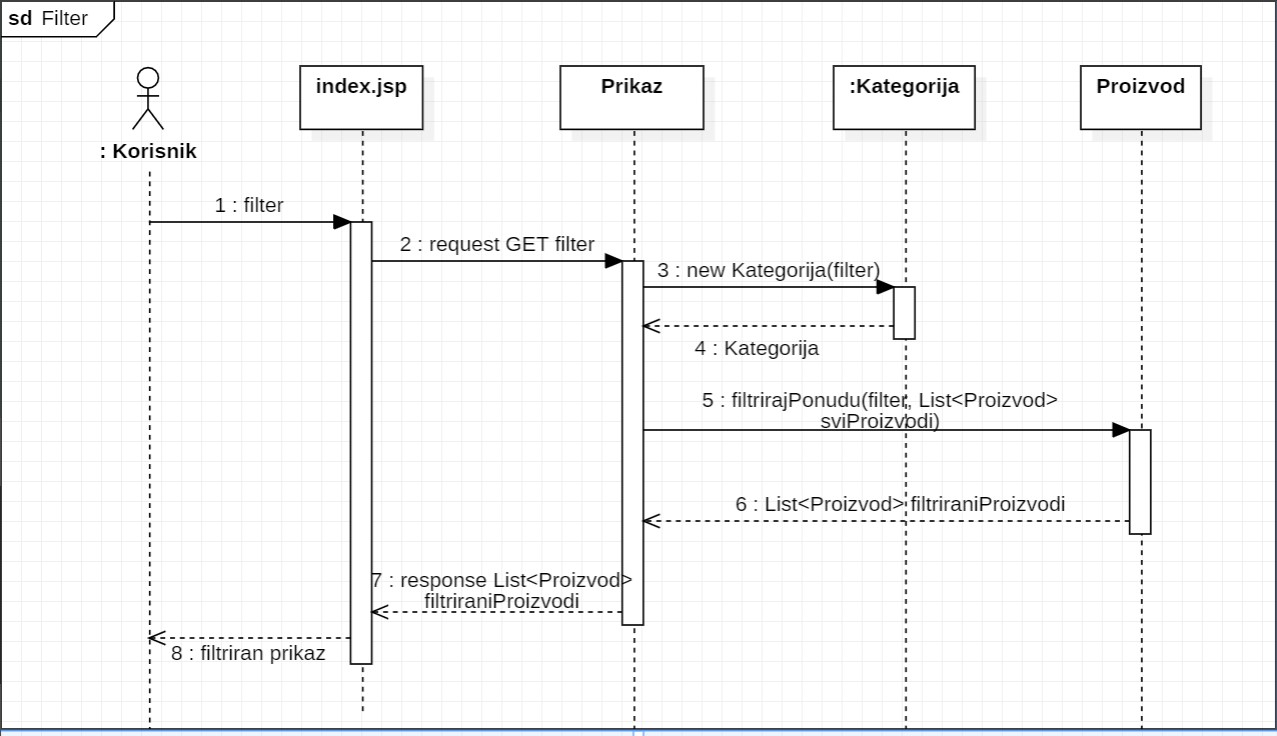 sd Filter
index.jsp
Prikaz
:Kategorija
Proizvod
: Korisnik
1 : filter
2 : request GET filter
3 : new Kategorija(filter)
4 : Kategorija
5 : filtrirajPonudu(filter, List<Proizvod>
sviProizvodi)
6 : List<Proizvod> filtriraniProizvodi
7 : response List<Proizvod>
filtriraniProizvodi
8 : filtriran prikaz